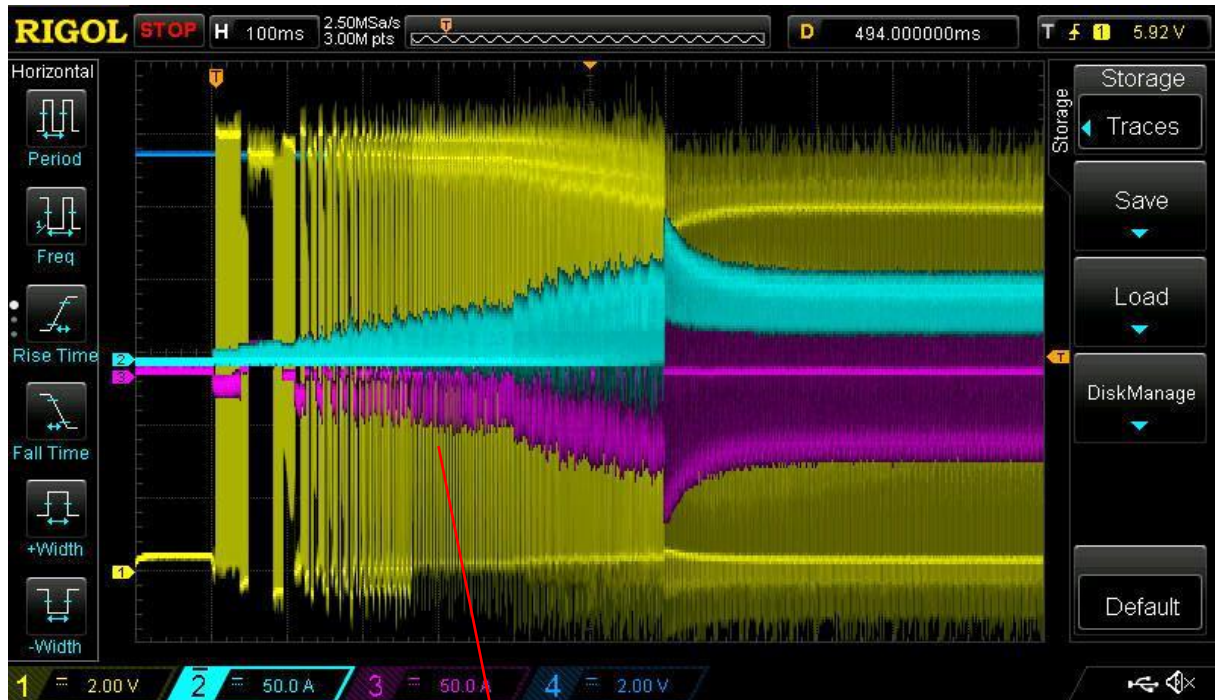 RIGOL STOP H 100ms 2.50MSa/s 3.00M pts T D 494.000000ms T 1 5.92 V
Horizontal
Period
Freq
Rise Time
Fall Time
+Width
-Width
T
2
3
1
T
Storage
Storage
Traces
Save
Load
DiskManage
Default
1 = 2.00 V 2 = 50.0 A 3 = 50.0 A 4 = 2.00 V